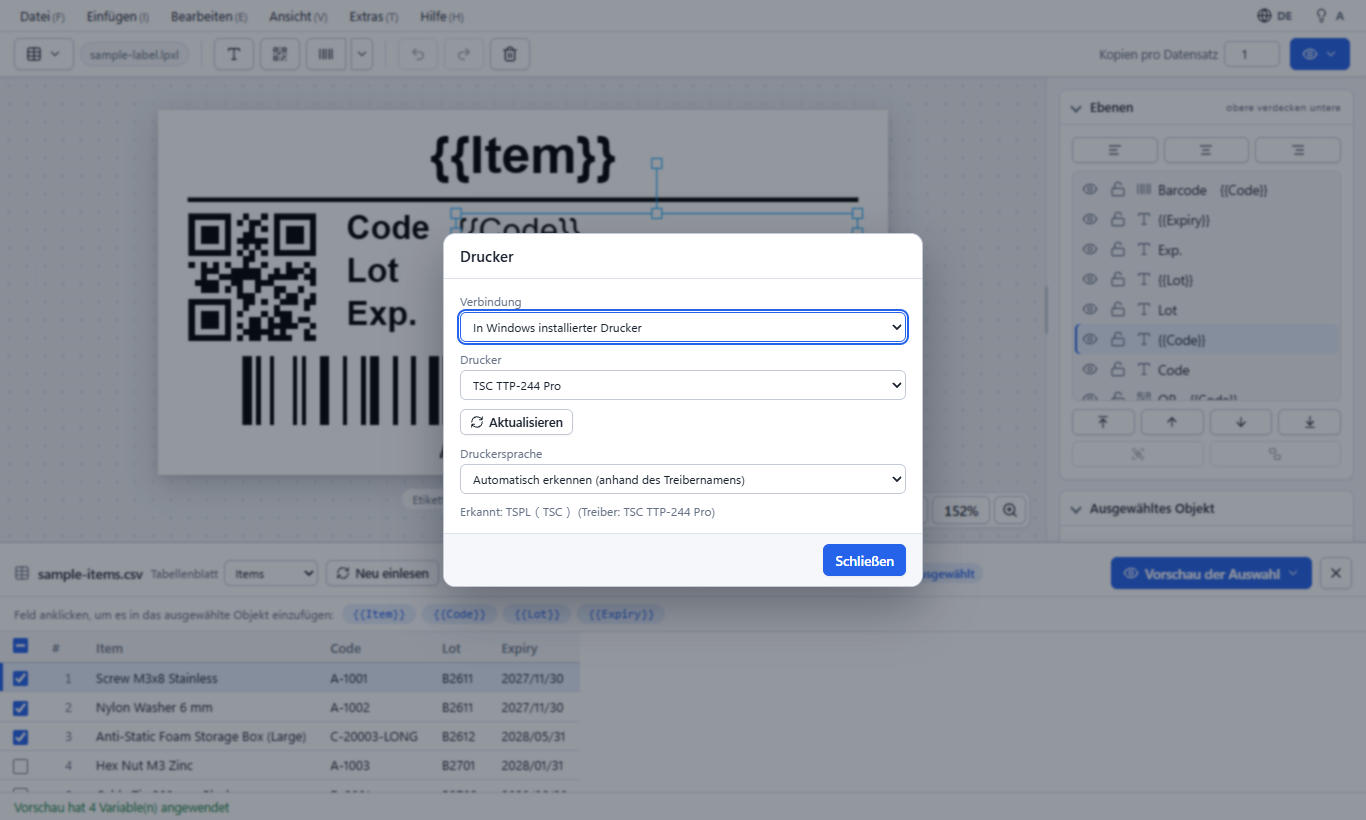 Datei(F) Einfügen(I) Bearbeiten(E) Ansicht(V) Extras(T) Hilfe(H) DE A
sample-label.lpxl Kopien pro Datensatz 1
Ebenen obere verdecken untere
{{Item}}
Code {{Code}}
Lot
Exp.
Barcode {{Code}}
{{Expiry}}
Exp.
{{Lot}}
Lot
{{Code}}
Code
QR {{Code}}
Etikett
152%
Ausgewähltes Objekt
Drucker
Verbindung
In Windows installierter Drucker
Drucker
TSC TTP-244 Pro
Aktualisieren
Druckersprache
Automatisch erkennen (anhand des Treibernamens)
Erkannt: TSPL ( TSC ) (Treiber: TSC TTP-244 Pro)
Schließen
sample-items.csv Tabellenblatt Items Neu einlesen Vorschau der Auswahl
Feld anklicken, um es in das ausgewählte Objekt einzufügen: {{Item}} {{Code}} {{Lot}} {{Expiry}}
# Item Code Lot Expiry
1 Screw M3x8 Stainless A-1001 B2611 2027/11/30
2 Nylon Washer 6 mm A-1002 B2611 2027/11/30
3 Anti-Static Foam Storage Box (Large) C-20003-LONG B2612 2028/05/31
4 Hex Nut M3 Zinc A-1003 B2701 2028/01/31
Vorschau hat 4 Variable(n) angewendet